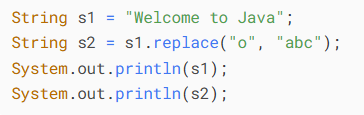 String s1 = "Welcome to Java";
String s2 = s1.replace("o", "abc");
System.out.println(s1);
System.out.println(s2);